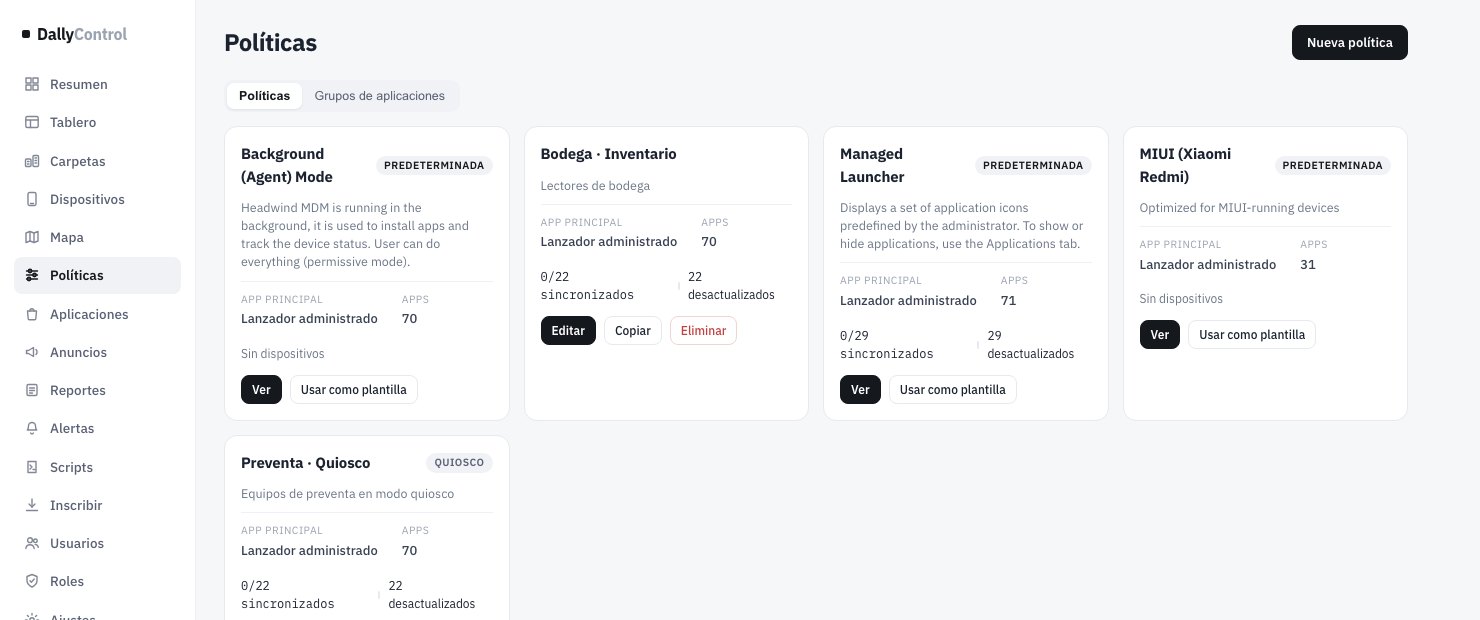 DallyControl
Resumen
Tablero
Carpetas
Dispositivos
Mapa
Políticas
Aplicaciones
Anuncios
Reportes
Alertas
Scripts
Inscribir
Usuarios
Roles
Ajustes
Políticas
Nueva política
Políticas
Grupos de aplicaciones
Background
(Agent) Mode
PREDETERMINADA
Headwind MDM is running in the
background, it is used to install apps and
track the device status. User can do
everything (permissive mode).
APP PRINCIPAL APPS
Lanzador administrado 70
Sin dispositivos
Ver Usar como plantilla
Bodega · Inventario
Lectores de bodega
APP PRINCIPAL APPS
Lanzador administrado 70
0/22 22
sincronizados desactualizados
Editar Copiar Eliminar
Managed
Launcher
PREDETERMINADA
Displays a set of application icons
predefined by the administrator. To show or
hide applications, use the Applications tab.
APP PRINCIPAL APPS
Lanzador administrado 71
0/29 29
sincronizados desactualizados
Ver Usar como plantilla
MIUI (Xiaomi
Redmi)
PREDETERMINADA
Optimized for MIUI-running devices
APP PRINCIPAL APPS
Lanzador administrado 31
Sin dispositivos
Ver Usar como plantilla
Preventa · Quiosco QUIOSCO
Equipos de preventa en modo quiosco
APP PRINCIPAL APPS
Lanzador administrado 70
0/22 22
sincronizados desactualizados